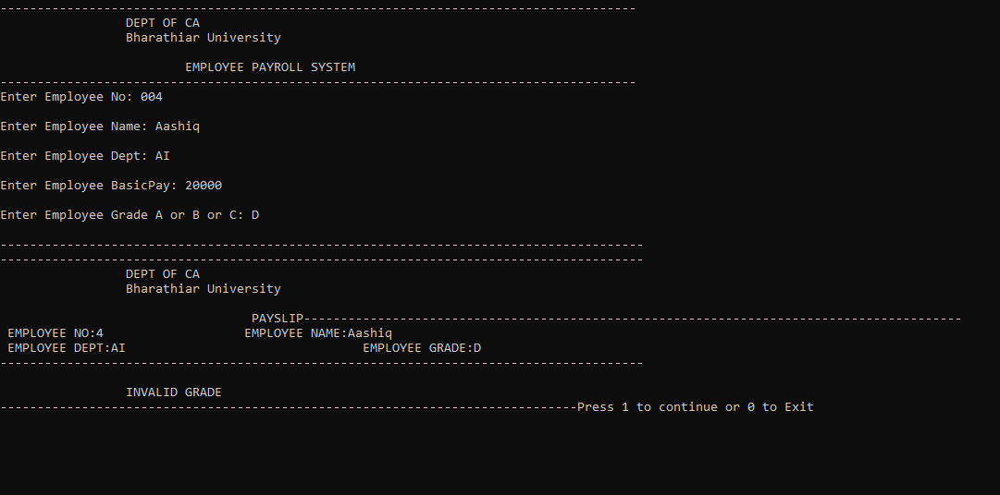 --------------------------------------------------------------------------------------
DEPT OF CA
Bharathiar University
EMPLOYEE PAYROLL SYSTEM
--------------------------------------------------------------------------------------
Enter Employee No: 004
Enter Employee Name: Aashiq
Enter Employee Dept: AI
Enter Employee BasicPay: 20000
Enter Employee Grade A or B or C: D
---------------------------------------------------------------------------------------
---------------------------------------------------------------------------------------
DEPT OF CA
Bharathiar University
PAYSLIP-----------------------------------------------------------------------------------------
EMPLOYEE NO:4 EMPLOYEE NAME:Aashiq
EMPLOYEE DEPT:AI EMPLOYEE GRADE:D
---------------------------------------------------------------------------------------
INVALID GRADE
------------------------------------------------------------------------------Press 1 to continue or 0 to Exit